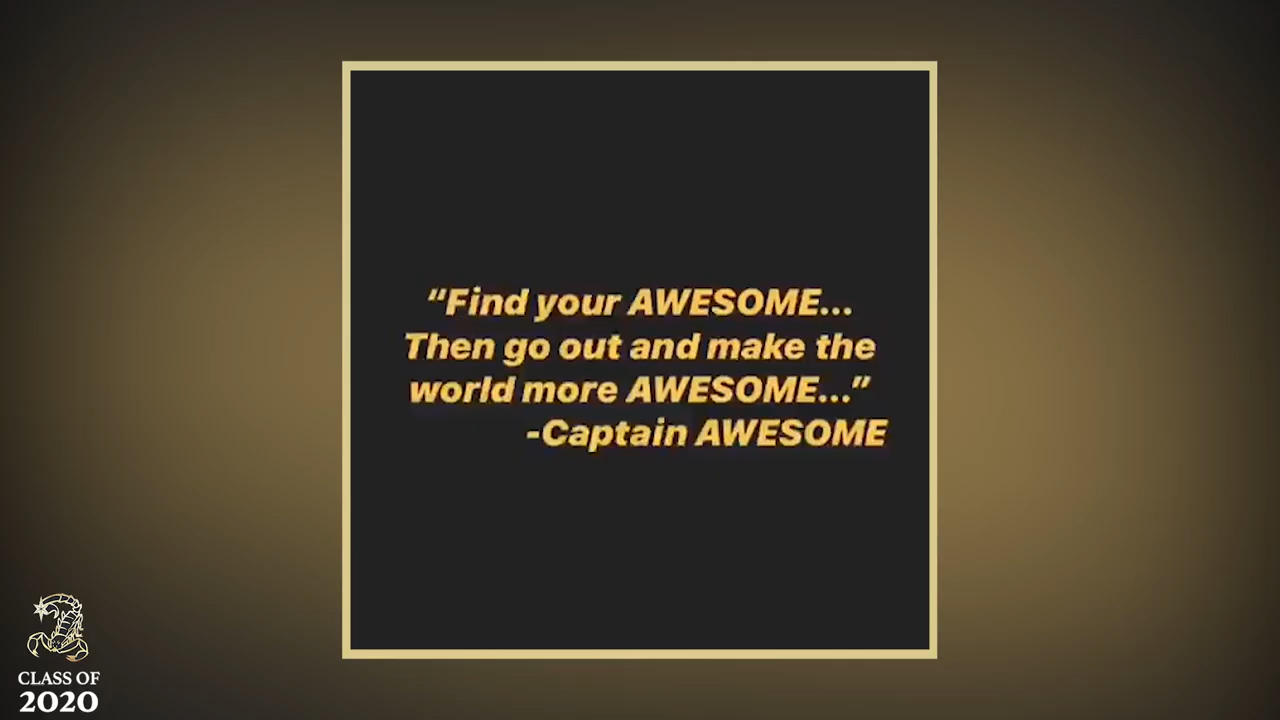 “Find your AWESOME...
Then go out and make the
world more AWESOME...”
-Captain AWESOME
CLASS OF
2020